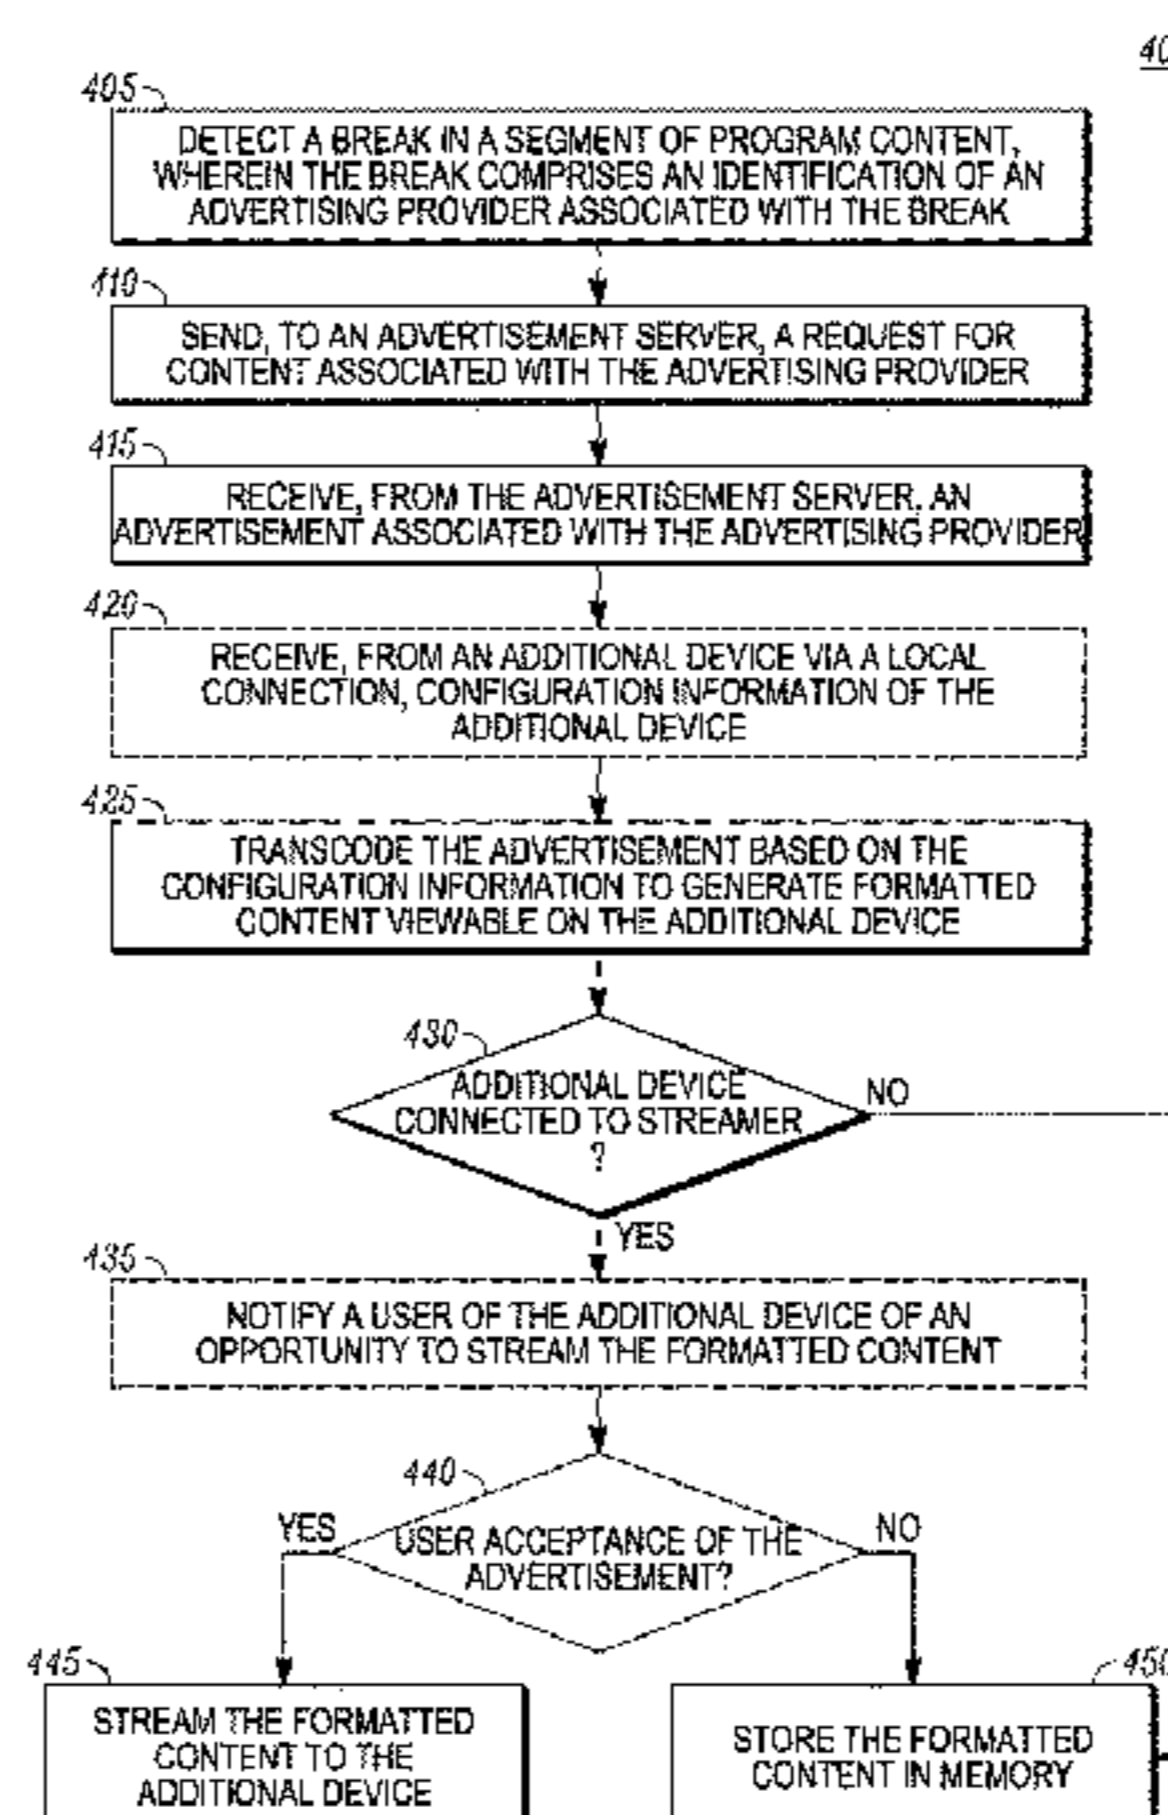 40
405
DETECT A BREAK IN A SEGMENT OF PROGRAM CONTENT,
WHEREIN THE BREAK COMPRISES AN IDENTIFICATION OF AN
ADVERTISING PROVIDER ASSOCIATED WITH THE BREAK
410
SEND, TO AN ADVERTISEMENT SERVER, A REQUEST FOR
CONTENT ASSOCIATED WITH THE ADVERTISING PROVIDER
415
RECEIVE, FROM THE ADVERTISEMENT SERVER, AN
ADVERTISEMENT ASSOCIATED WITH THE ADVERTISING PROVIDER
420
RECEIVE, FROM AN ADDITIONAL DEVICE VIA A LOCAL
CONNECTION, CONFIGURATION INFORMATION OF THE
ADDITIONAL DEVICE
425
TRANSCODE THE ADVERTISEMENT BASED ON THE
CONFIGURATION INFORMATION TO GENERATE FORMATTED
CONTENT VIEWABLE ON THE ADDITIONAL DEVICE
430
ADDITIONAL DEVICE
CONNECTED TO STREAMER
?
NO
YES
435
NOTIFY A USER OF THE ADDITIONAL DEVICE OF AN
OPPORTUNITY TO STREAM THE FORMATTED CONTENT
440
USER ACCEPTANCE OF THE
ADVERTISEMENT?
YES
NO
445
STREAM THE FORMATTED
CONTENT TO THE
ADDITIONAL DEVICE
450
STORE THE FORMATTED
CONTENT IN MEMORY